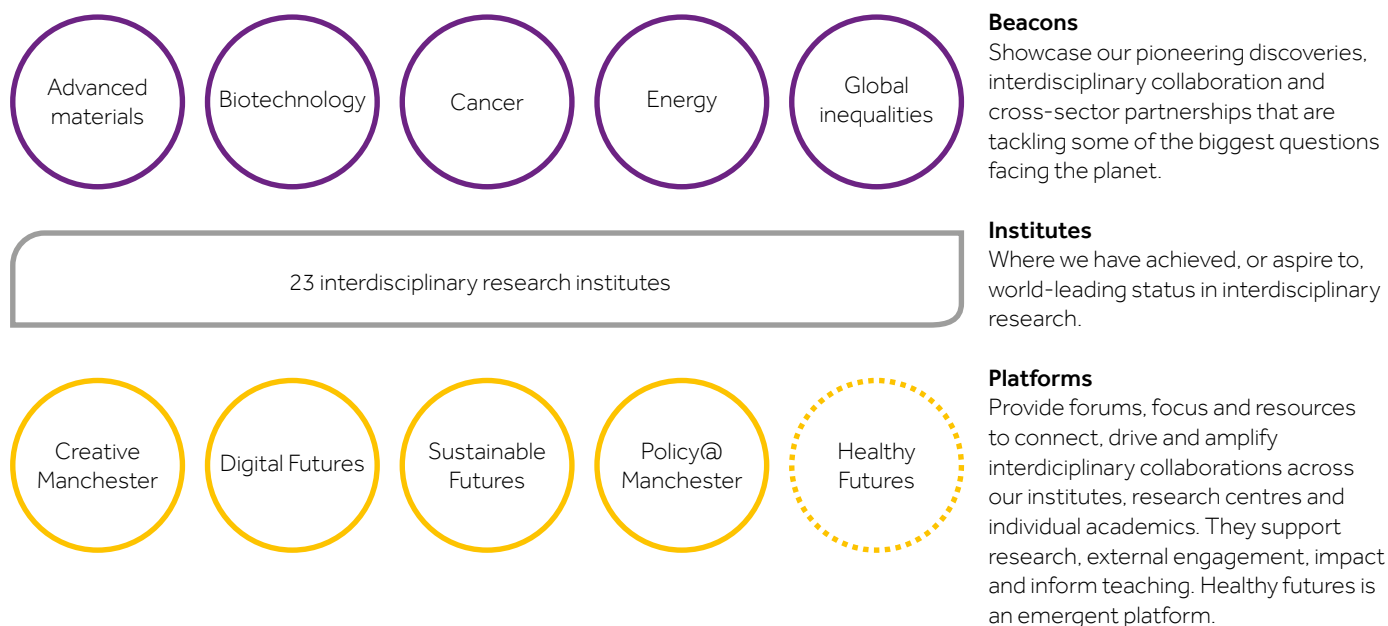 Advanced
materials
Biotechnology
Cancer
Energy
Global
inequalities
Beacons
Showcase our pioneering discoveries,
interdisciplinary collaboration and
cross-sector partnerships that are
tackling some of the biggest questions
facing the planet.
23 interdisciplinary research institutes
Institutes
Where we have achieved, or aspire to,
world-leading status in interdisciplinary
research.
Creative
Manchester
Digital Futures
Sustainable
Futures
Policy@
Manchester
Healthy
Futures
Platforms
Provide forums, focus and resources
to connect, drive and amplify
interdiciplinary collaborations across
our institutes, research centres and
individual academics. They support
research, external engagement, impact
and inform teaching. Healthy futures is
an emergent platform.